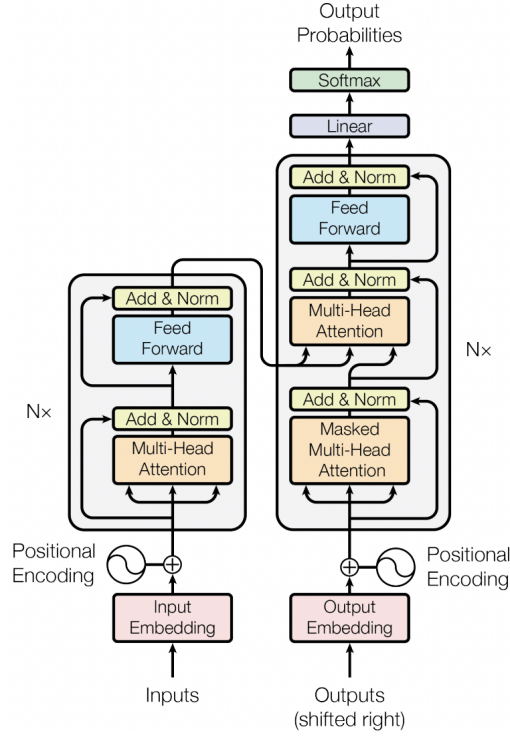 Output
Probabilities
Softmax
Linear
Add & Norm
Feed
Forward
Add & Norm
Multi-Head
Attention
Add & Norm
Masked
Multi-Head
Attention
N×
Add & Norm
Feed
Forward
Add & Norm
Multi-Head
Attention
N×
Positional
Encoding
Positional
Encoding
Input
Embedding
Output
Embedding
Inputs
Outputs
(shifted right)